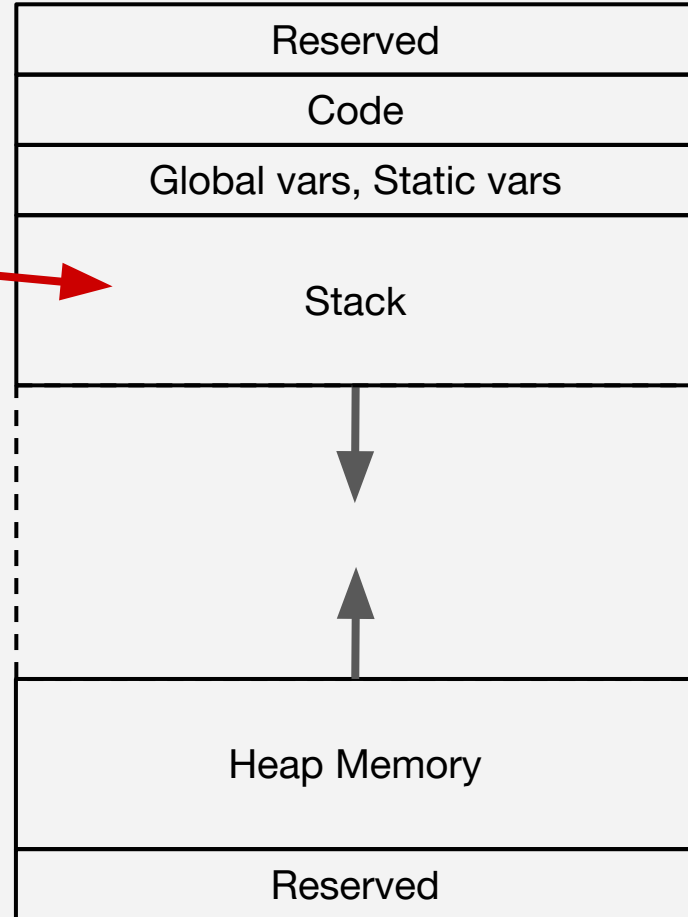 Reserved
Code
Global vars, Static vars
Stack
Heap Memory
Reserved